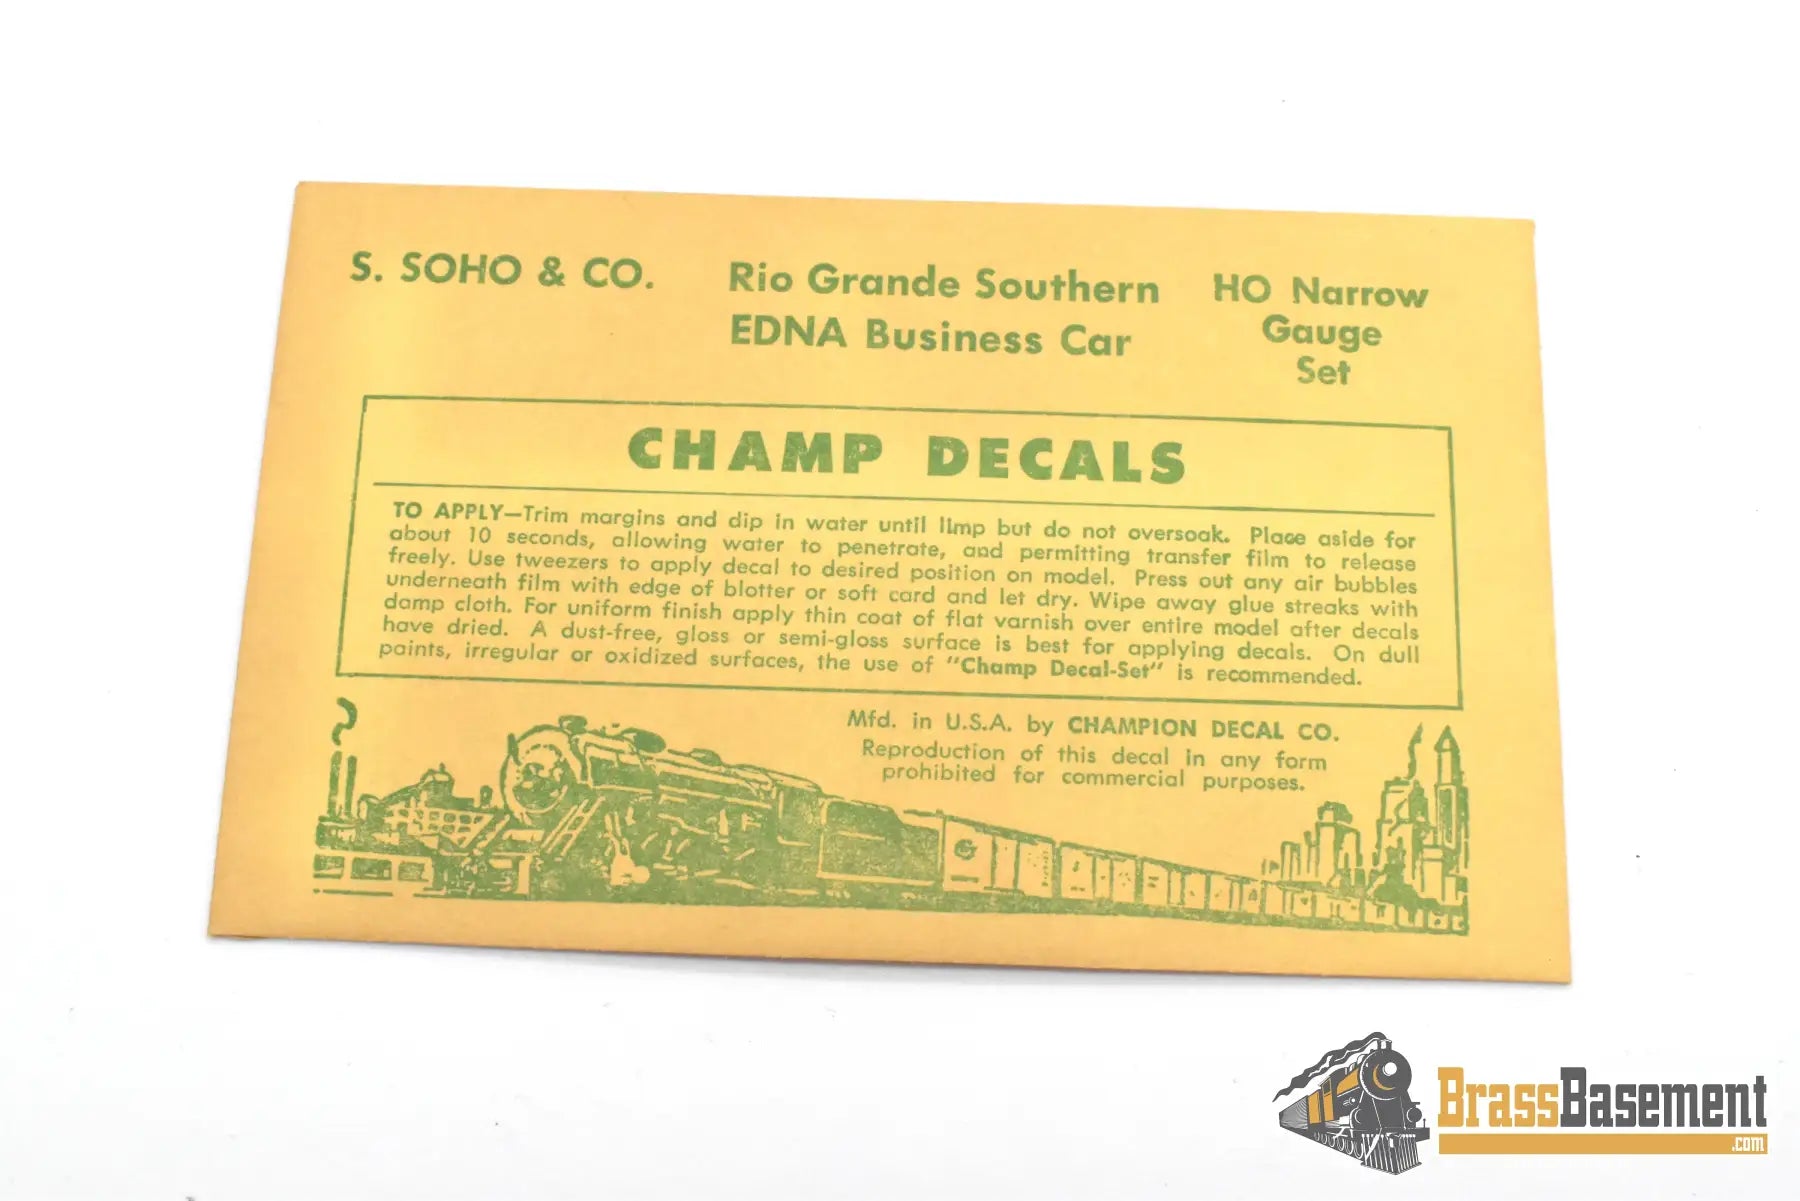 S. SOHO & CO.
Rio Grande Southern
EDNA Business Car
HO Narrow
Gauge
Set
CHAMP DECALS
TO APPLY—Trim margins and dip in water until limp but do not oversoak. Place aside for
about 10 seconds, allowing water to penetrate, and permitting transfer film to release
freely. Use tweezers to apply decal to desired position on model. Press out any air bubbles
underneath film with edge of blotter or soft card and let dry. Wipe away glue streaks with
damp cloth. For uniform finish apply thin coat of flat varnish over entire model after decals
have dried. A dust-free, gloss or semi-gloss surface is best for applying decals. On dull
paints, irregular or oxidized surfaces, the use of "Champ Decal-Set" is recommended.
Mfd. in U.S.A. by CHAMPION DECAL CO.
Reproduction of this decal in any form
prohibited for commercial purposes.
BrassBasement
.com